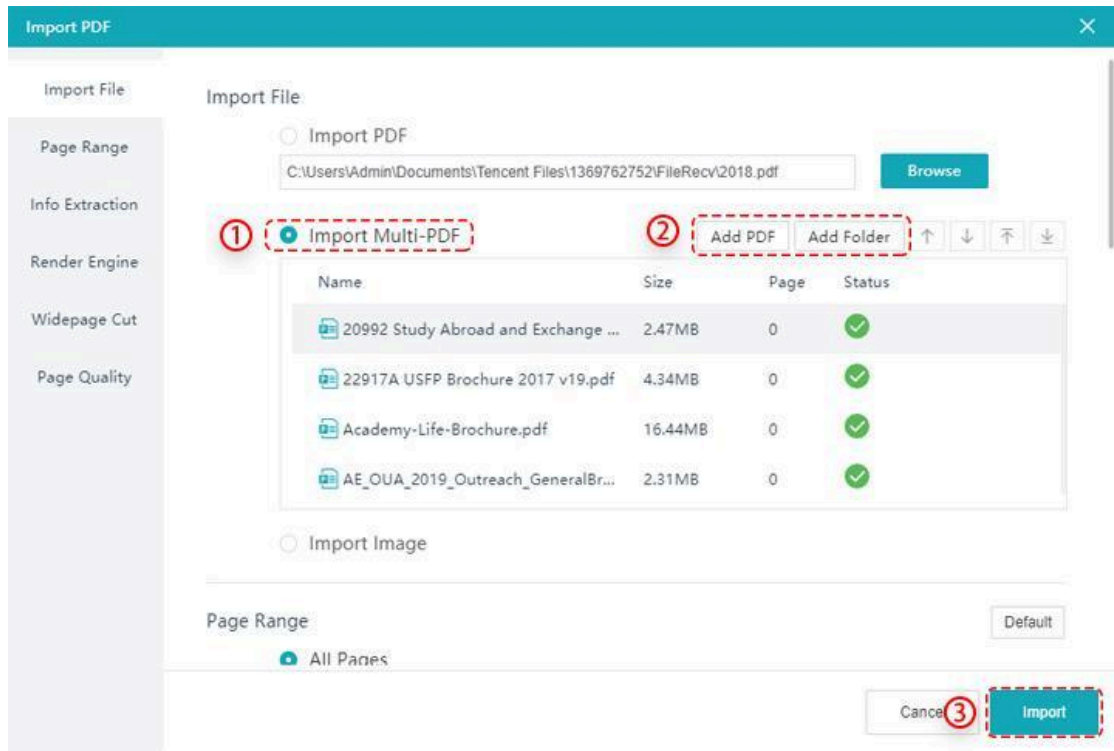 Import PDF
Import File
Page Range
Info Extraction
Render Engine
Widepage Cut
Page Quality
Import File
Import PDF
C:\Users\Admin\Documents\Tencent Files\1369762752\FileRecv\2018.pdf
Browse
① Import Multi-PDF ② Add PDF Add Folder
Name Size Page Status
20992 Study Abroad and Exchange ... 2.47MB 0
22917A USFP Brochure 2017 v19.pdf 4.34MB 0
Academy-Life-Brochure.pdf 16.44MB 0
AE_OUA_2019_Outreach_GeneralBr... 2.31MB 0
Import Image
Page Range Default
All Pages
Cance ③ Import